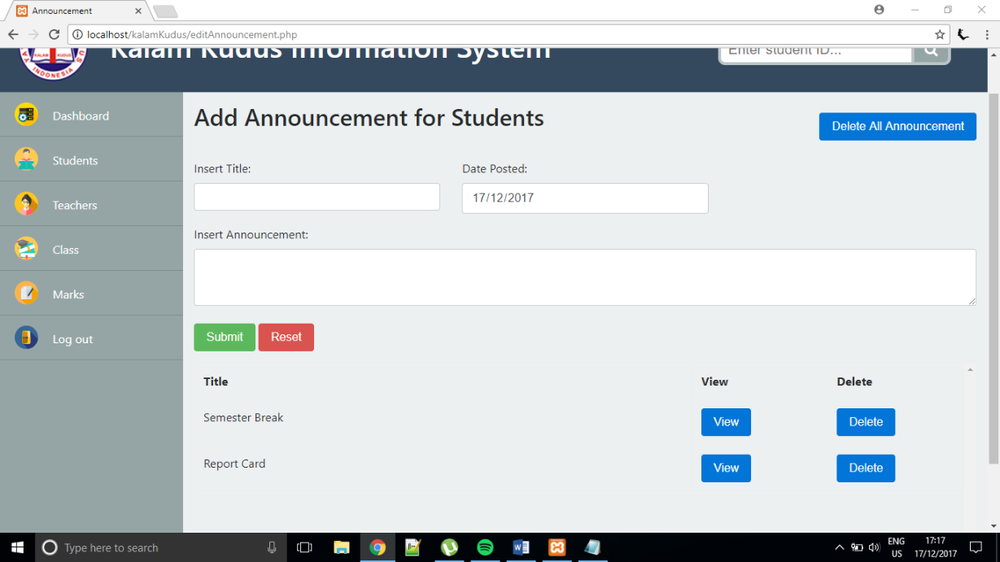 Announcement
localhost/kalamKudus/editAnnouncement.php
KALAM KUDUS
INDONESIA
Kalam Kudus Information System
Enter student ID...
Dashboard
Students
Teachers
Class
Marks
Log out
Add Announcement for Students
Delete All Announcement
Insert Title:
Date Posted:
17/12/2017
Insert Announcement:
Submit Reset
Title View Delete
Semester Break View Delete
Report Card View Delete
Type here to search
ENG
US
17:17
17/12/2017